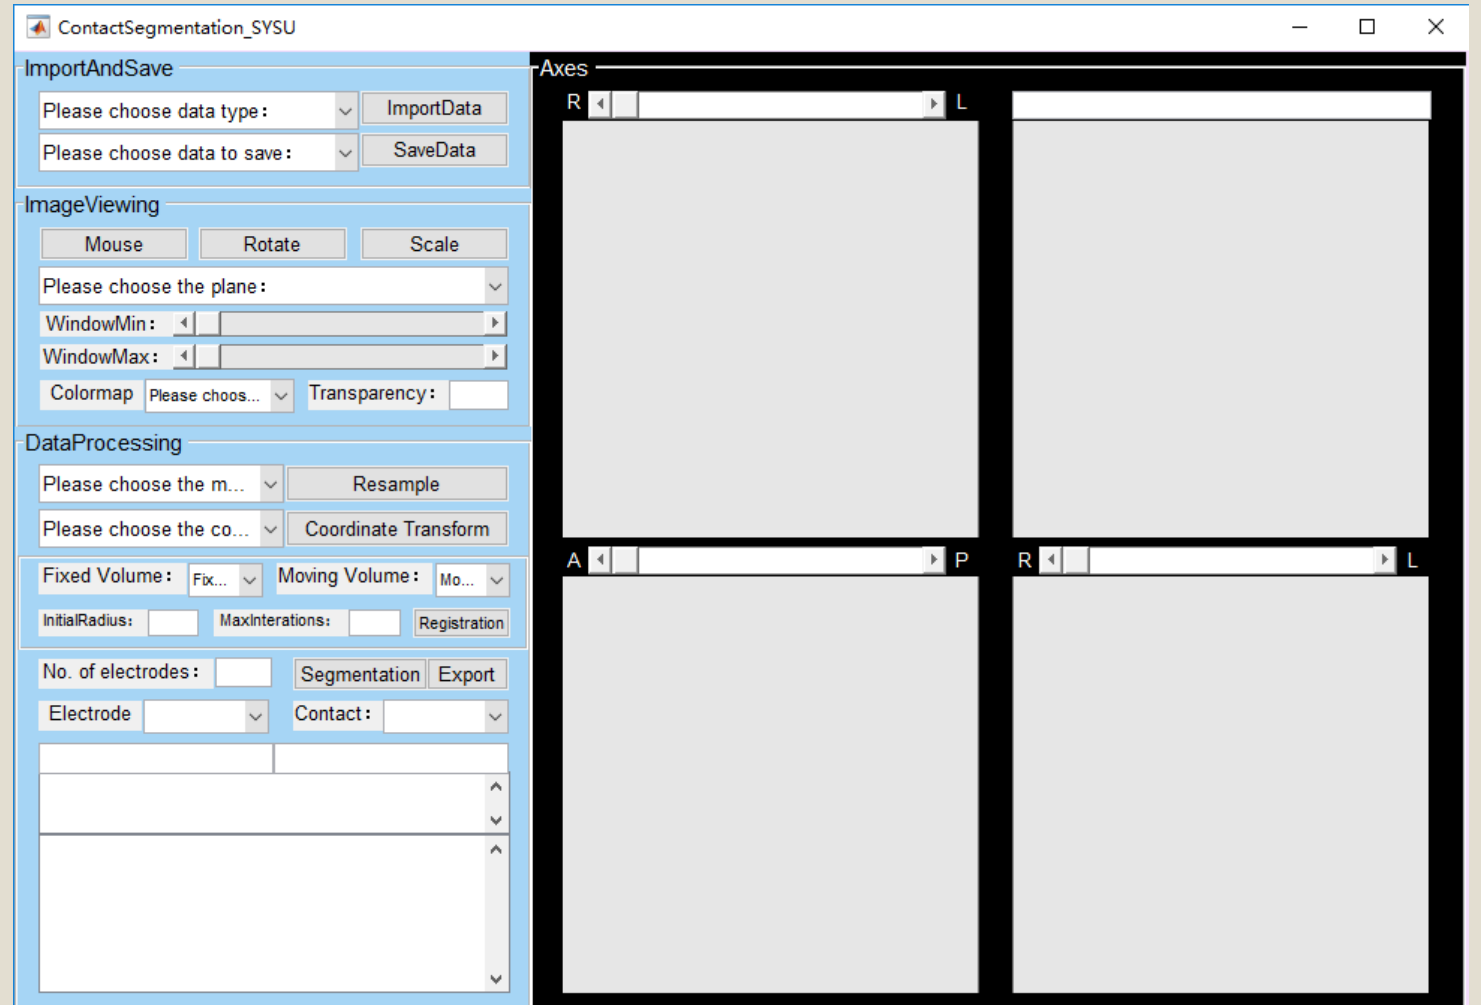 ContactSegmentation_SYSU
ImportAndSave
Please choose data type:
ImportData
Please choose data to save:
SaveData
ImageViewing
Mouse
Rotate
Scale
Please choose the plane:
WindowMin:
WindowMax:
Colormap
Please choos...
Transparency:
DataProcessing
Please choose the m...
Resample
Please choose the co...
Coordinate Transform
Fixed Volume:
Fix...
Moving Volume:
Mo...
InitialRadius:
MaxInterations:
Registration
No. of electrodes:
Segmentation
Export
Electrode
Contact:
Axes
R
L
A
P
R
L